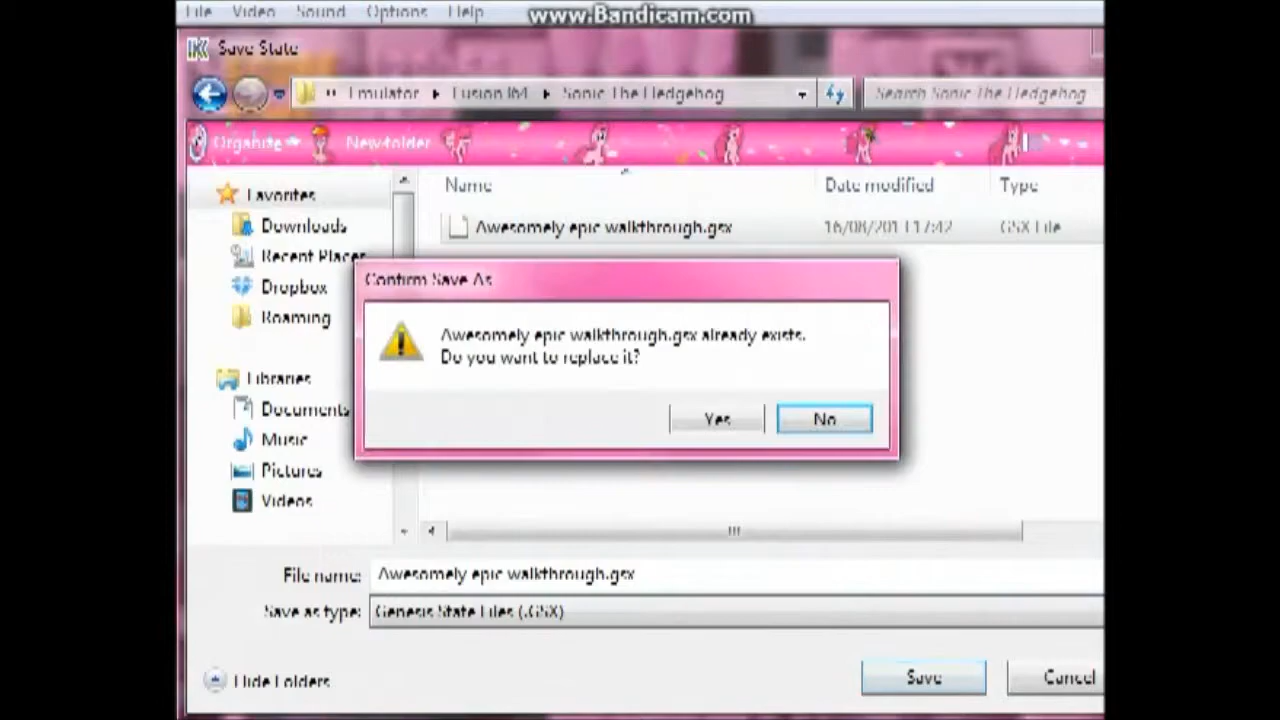 File Video Sound Options Help www.Bandicam.com
Save State
Emulator Fusion 364 Sonic The Hedgehog Search Sonic The Hedgehog
Organize New folder
Name Date modified Type
Favorites
Awesomely epic walkthrough.gsx 17:42 GSX File
Downloads
Recent Places
Dropbox
Roaming
Libraries
Documents
Music
Pictures
Videos
Confirm Save As
Awesomely epic walkthrough.gsx already exists.
Do you want to replace it?
Yes No
File name: Awesomely epic walkthrough.gsx
Save as type: Genesis State Files (.GSX)
Hide Folders Save Cancel